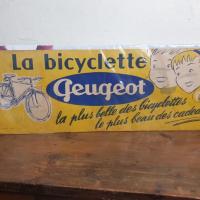 La bicyclette
Peugeot
la plus belle des bicyclettes
le plus beau des cadeaux